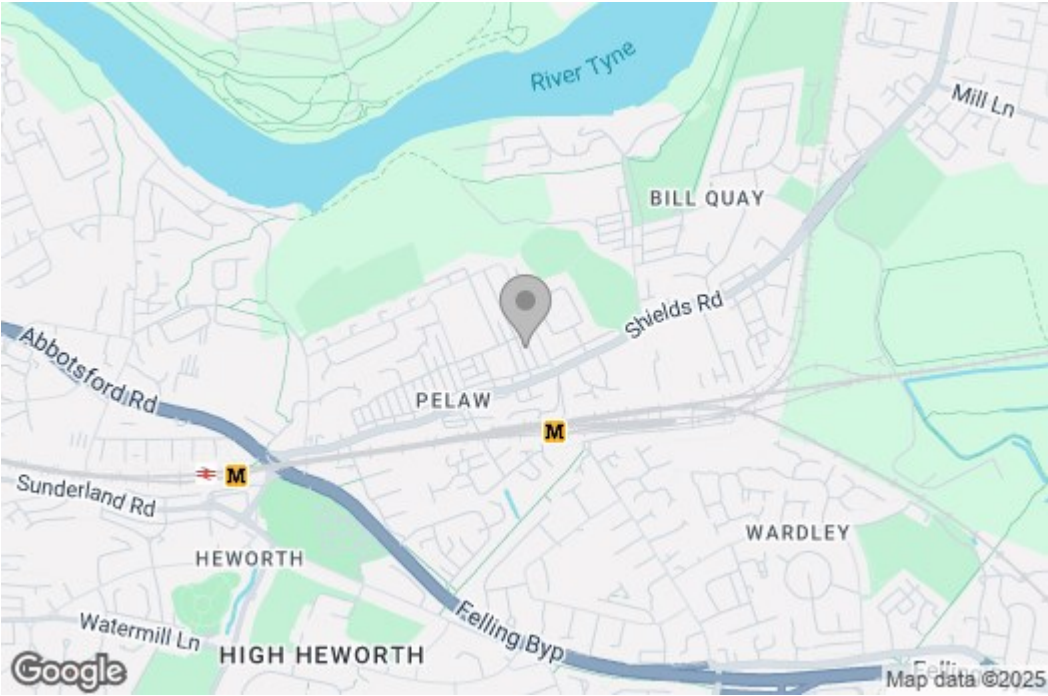 River Tyne
Mill Ln
BILL QUAY
Shields Rd
Abbotsford Rd
PELAW
M
M
Sunderland Rd
WARDLEY
HEWORTH
Felling Byp
Watermill Ln
HIGH HEWORTH
Felling
Google
Map data ©2025